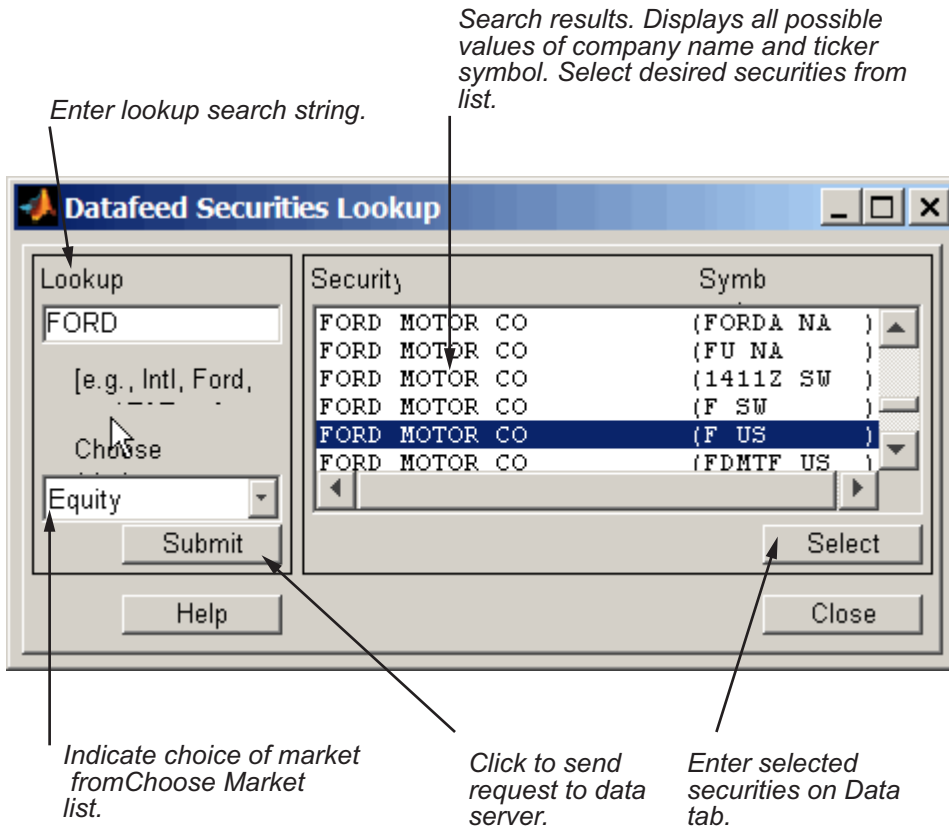 Search results. Displays all possible
values of company name and ticker
symbol. Select desired securities from
list.
Enter lookup search string.
Datafeed Securities Lookup
Lookup
FORD
[e.g., Intl, Ford,
Choose
Equity
Submit
Help
Security Symb
FORD MOTOR CO (FORDA NA )
FORD MOTOR CO (FU NA )
FORD MOTOR CO (1411Z SW )
FORD MOTOR CO (F SW )
FORD MOTOR CO (F US )
FORD MOTOR CO (FDMTF US )
Select
Close
Indicate choice of market
fromChoose Market
list.
Click to send
request to data
server.
Enter selected
securities on Data
tab.